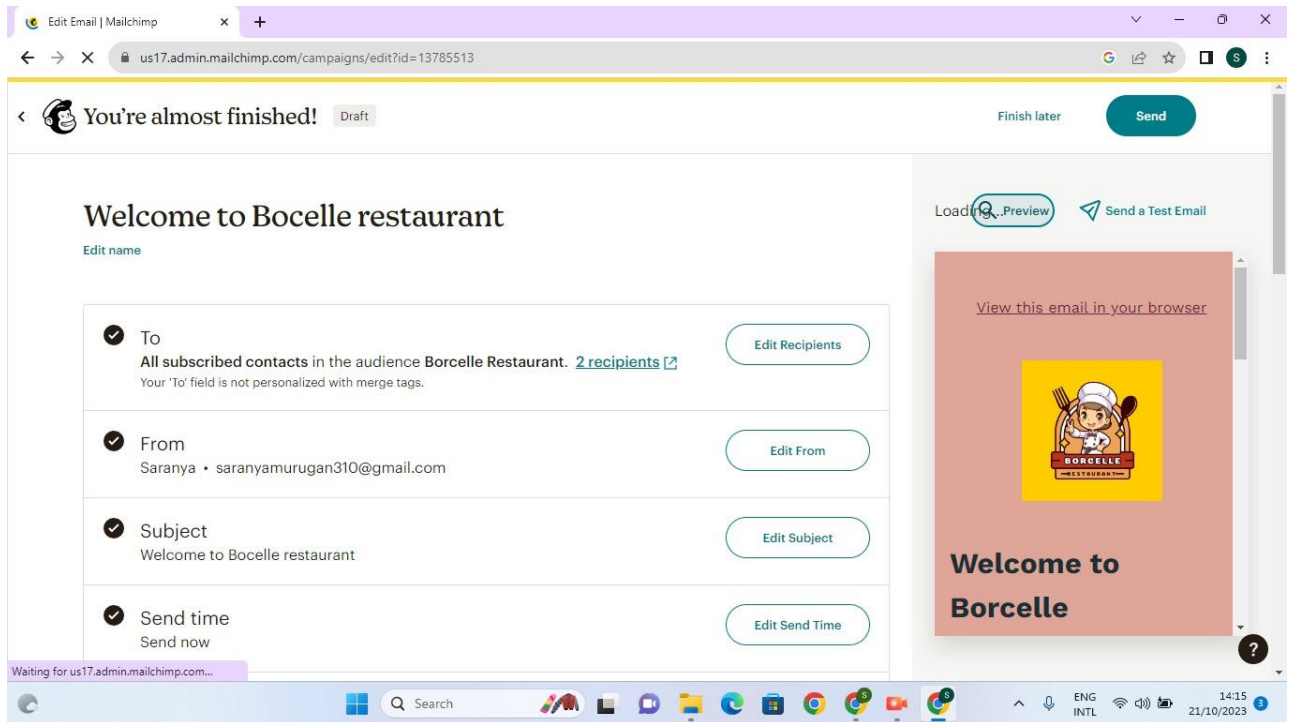 Edit Email | Mailchimp
us17.admin.mailchimp.com/campaigns/edit?id=13785513
G
S
You're almost finished!
Draft
Finish later
Send
Welcome to Bocelle restaurant
Edit name
Loading...
Preview
Send a Test Email
To
All subscribed contacts in the audience Borcelle Restaurant. 2 recipients
Your 'To' field is not personalized with merge tags.
Edit Recipients
From
Saranya • saranyamurugan310@gmail.com
Edit From
Subject
Welcome to Bocelle restaurant
Edit Subject
Send time
Send now
Edit Send Time
View this email in your browser
BORCELLE
RESTAURANT
Welcome to
Borcelle
?
Waiting for us17.admin.mailchimp.com...
Search
S
ENG
INTL
14:15
21/10/2023
3